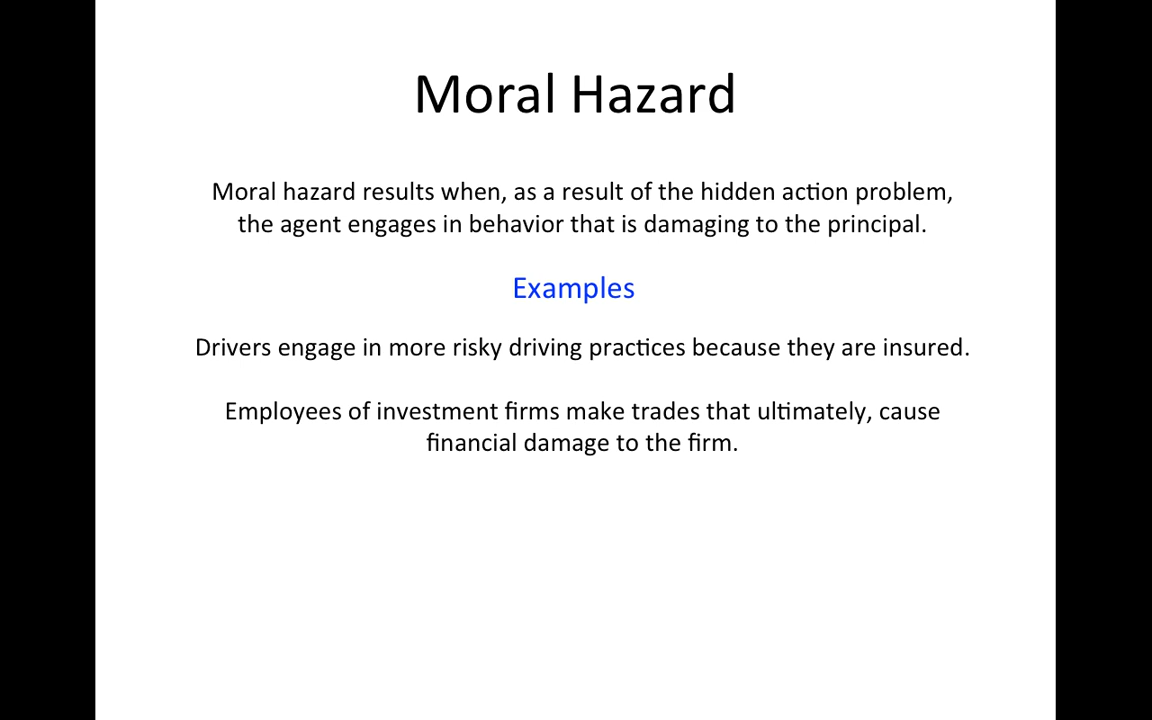 Moral Hazard
Moral hazard results when, as a result of the hidden action problem,
the agent engages in behavior that is damaging to the principal.
Examples
Drivers engage in more risky driving practices because they are insured.
Employees of investment firms make trades that ultimately, cause
financial damage to the firm.